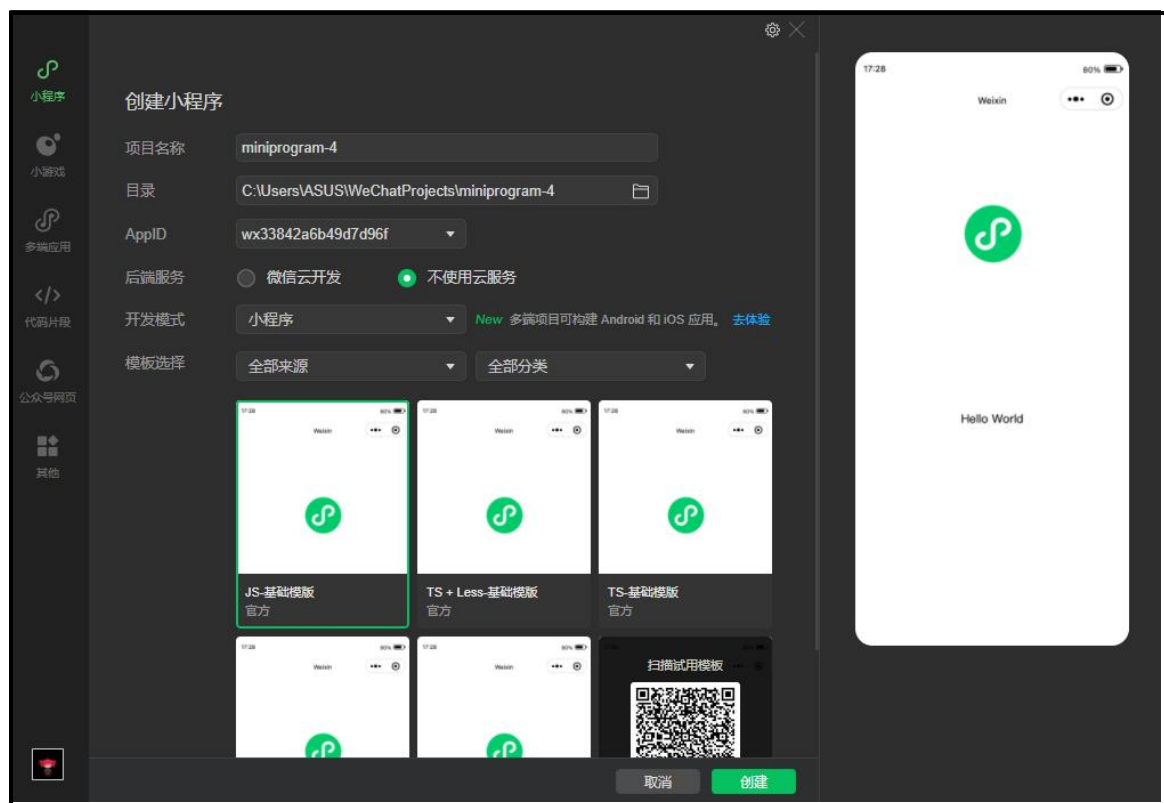 小程序
小游戏
多端应用
</>
代码片段
公众号网页
其他
创建小程序
项目名称
miniprogram-4
目录
C:\Users\ASUS\WeChatProjects\miniprogram-4
AppID
wx33842a6b49d7d96f
后端服务
微信云开发
不使用云服务
开发模式
小程序
New 多端项目可构建 Android 和 iOS 应用。 去体验
模板选择
全部来源
全部分类
17:28 80%
Weixin
JS-基础模版
官方
17:28 80%
Weixin
TS + Less-基础模版
官方
17:28 80%
Weixin
TS-基础模版
官方
17:28 80%
Weixin
17:28 80%
Weixin
扫描试用模板
取消
创建
17:28 80%
Weixin
Hello World